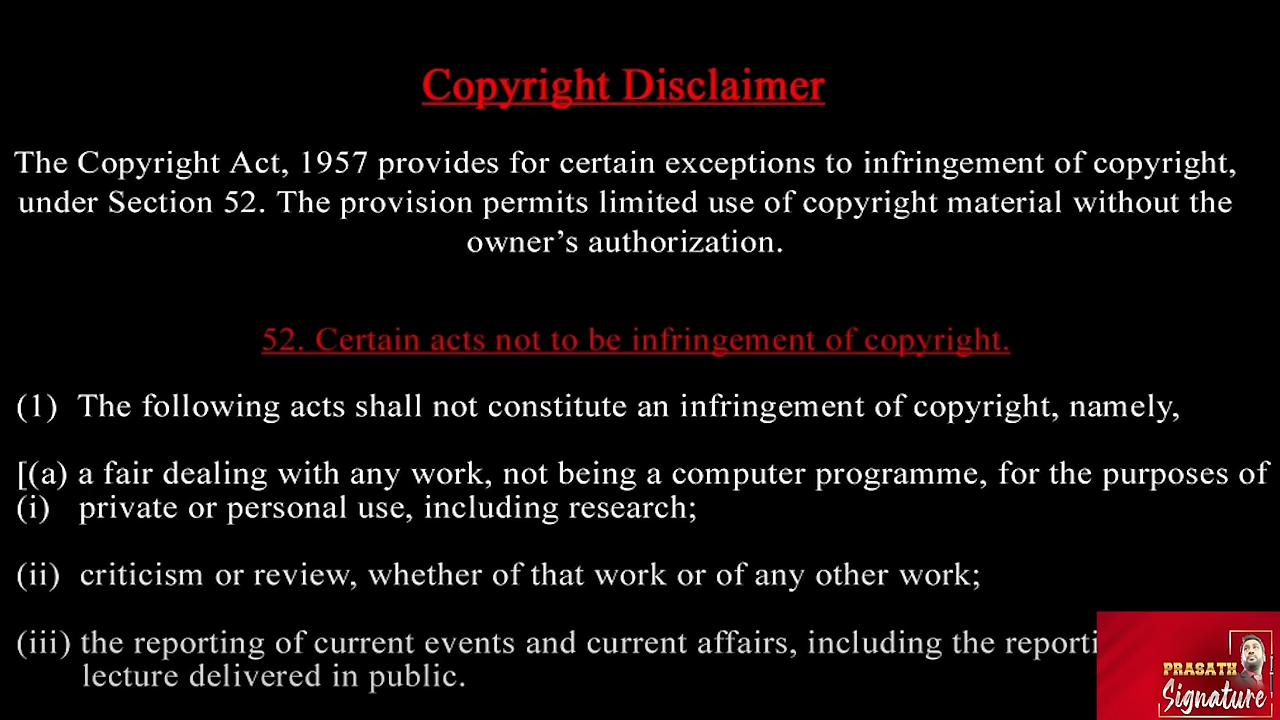 Copyright Disclaimer
The Copyright Act, 1957 provides for certain exceptions to infringement of copyright,
under Section 52. The provision permits limited use of copyright material without the
owner’s authorization.
52. Certain acts not to be infringement of copyright.
(1) The following acts shall not constitute an infringement of copyright, namely,
[(a) a fair dealing with any work, not being a computer programme, for the purposes of
(i) private or personal use, including research;
(ii) criticism or review, whether of that work or of any other work;
(iii) the reporting of current events and current affairs, including the reporti
lecture delivered in public.
PRASATH
Signature